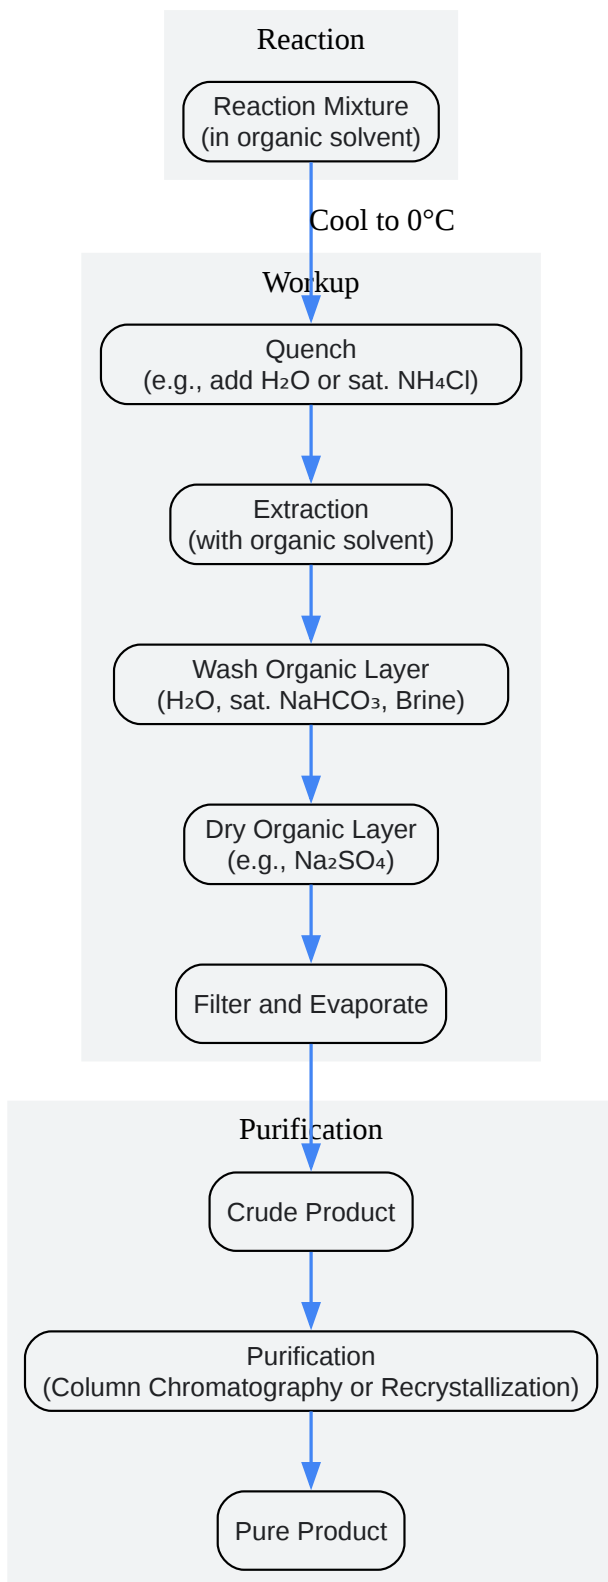 Reaction
Reaction Mixture
(in organic solvent)
Cool to 0°C
Workup
Quench
(e.g., add H₂O or sat. NH₄Cl)
Extraction
(with organic solvent)
Wash Organic Layer
(H₂O, sat. NaHCO₃, Brine)
Dry Organic Layer
(e.g., Na₂SO₄)
Filter and Evaporate
Purification
Crude Product
Purification
(Column Chromatography or Recrystallization)
Pure Product